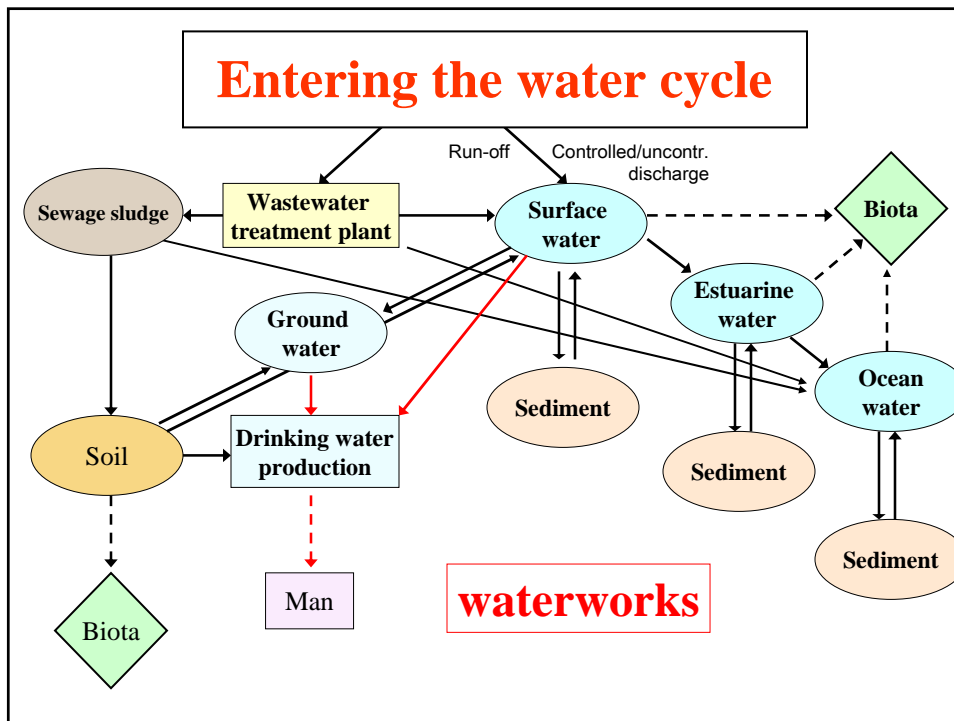 Entering the water cycle
Run-off
Controlled/uncontr.
discharge
Sewage sludge
Wastewater
treatment plant
Surface
water
Biota
Estuarine
water
Ground
water
Ocean
water
Sediment
Soil
Drinking water
production
Sediment
Sediment
Biota
Man
waterworks